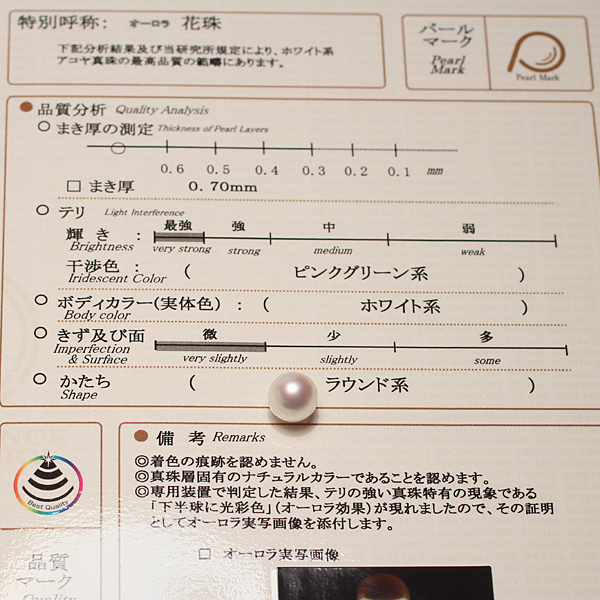 特別呼称: オーロラ 花珠
下記分析結果及び当研究所規定により、ホワイト系
アコヤ真珠の最高品質の範疇にあります。
パール
マーク
Pearl
Mark
Pearl Mark
品質分析 Quality Analysis
まき厚の測定 Thickness of Pearl Layers
0.6 0.5 0.4 0.3 0.2 0.1 mm
□ まき厚 0.70mm
テリ Light Interference
輝き : 最強 強 中 弱
Brightness very strong strong medium weak
干渉色 : ( ピンクグリーン系 )
Iridescent Color
ボディカラー(実体色) : ( ホワイト系 )
Body color
きず及び面 微 少 多
Imperfection & Surface very slightly slightly some
かたち ( ラウンド系 )
Shape
備考 Remarks
◎着色の痕跡を認めません。
◎真珠層固有のナチュラルカラーであることを認めます。
◎専用装置で判定した結果、テリの強い真珠特有の現象である
「下半球に光彩色」(オーロラ効果)が現れましたので、その証明
としてオーロラ実写画像を添付します。
□ オーロラ実写画像
Best Quality
品質
マーク
Quality